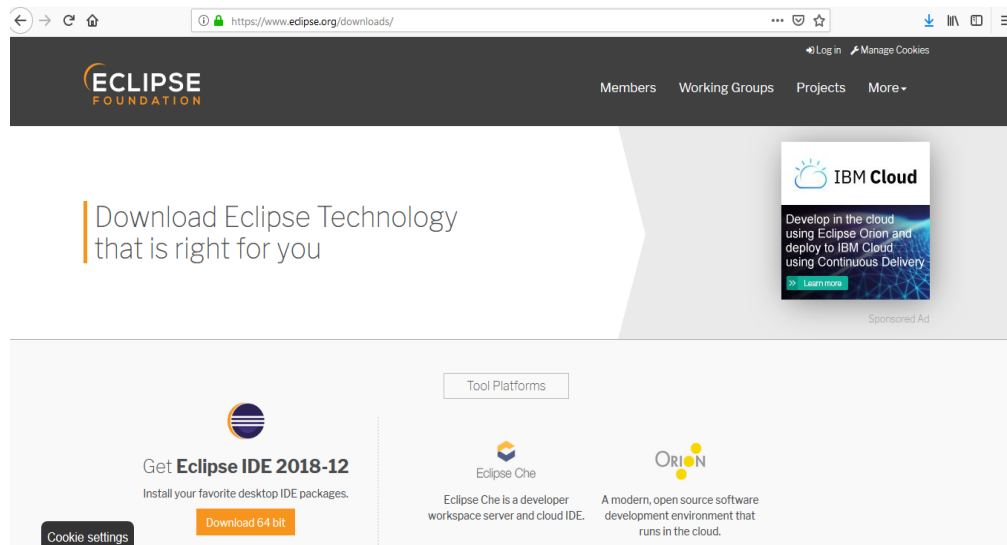 https://www.eclipse.org/downloads/
Log in Manage Cookies
ECLIPSE
FOUNDATION
Members Working Groups Projects More
Download Eclipse Technology
that is right for you
IBM Cloud
Develop in the cloud
using Eclipse Orion and
deploy to IBM Cloud
using Continuous Delivery
Learn more
Sponsored Ad
Tool Platforms
Get Eclipse IDE 2018-12
Install your favorite desktop IDE packages.
Download 64 bit
Eclipse Che
Eclipse Che is a developer
workspace server and cloud IDE.
ORION
A modern, open source software
development environment that
runs in the cloud.
Cookie settings